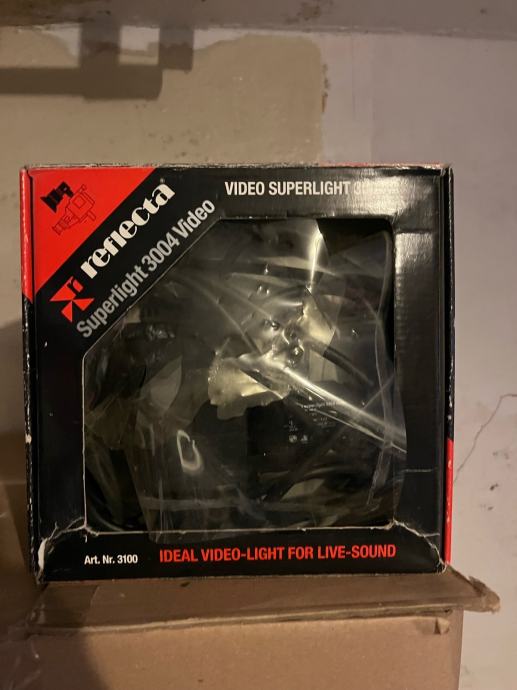 reflecta
Superlight 3004 Video
VIDEO SUPERLIGHT
Art. Nr. 3100
IDEAL VIDEO-LIGHT FOR LIVE-SOUND